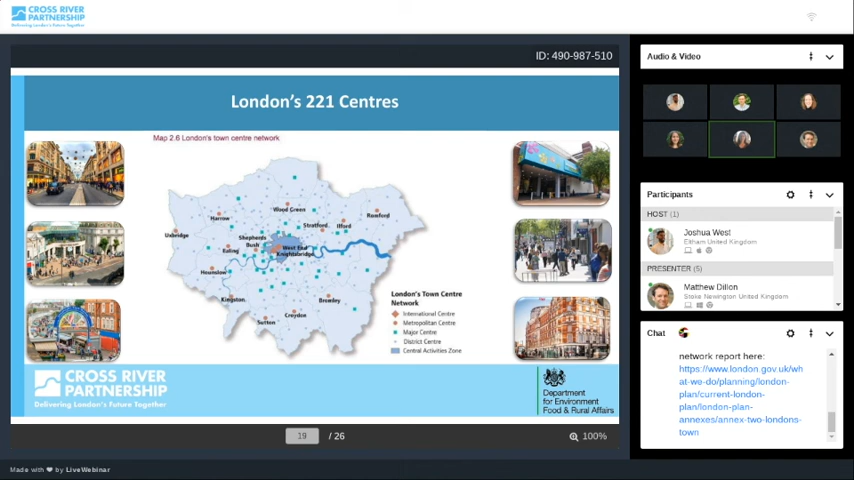 CROSS RIVER
PARTNERSHIP
Delivering London's Future Together
ID: 490-987-510
London's 221 Centres
Map 2.6 London's town centre network
Wood Green
Romford
Harrow
Stratford
Ilford
Uxbridge
Shepherds
Bush
Ealing
West End
Knightsbridge
Hounslow
Kingston
Bromley
Croydon
Sutton
London's Town Centre
Network
International Centre
Metropolitan Centre
Major Centre
District Centre
Central Activities Zone
CROSS RIVER
PARTNERSHIP
Delivering London's Future Together
Department
for Environment
Food & Rural Affairs
19 / 26
100%
Audio & Video
Participants
HOST (1)
Joshua West
Eltham United Kingdom
PRESENTER (5)
Matthew Dillon
Stoke Newington United Kingdom
Chat
network report here:
https://www.london.gov.uk/wh
at-we-do/planning/london-
plan/current-london-
plan/london-plan-
annexes/annex-two-londons-
town
Made with ❤ by LiveWebinar